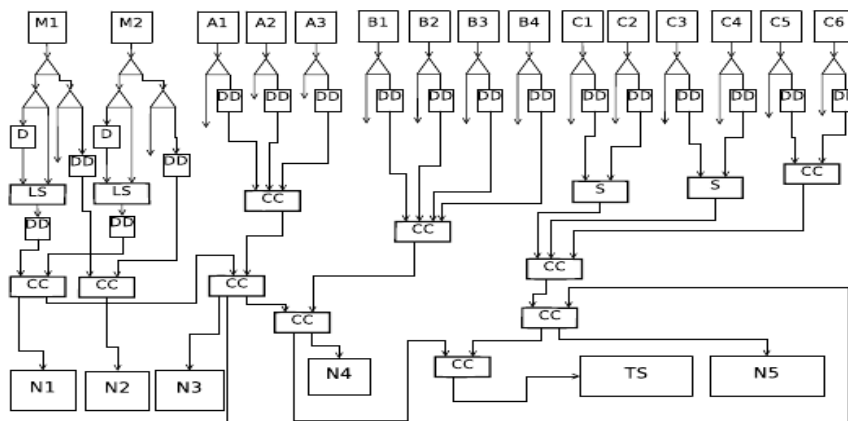 M1 M2 A1 A2 A3 B1 B2 B3 B4 C1 C2 C3 C4 C5 C6
DD DD DD DD DD DD DD DD DD DD DD DD
D D
DD DD
LS LS CC S S CC
DD DD CC
CC
CC CC CC
CC CC
CC
N1 N2 N3 N4 TS N5